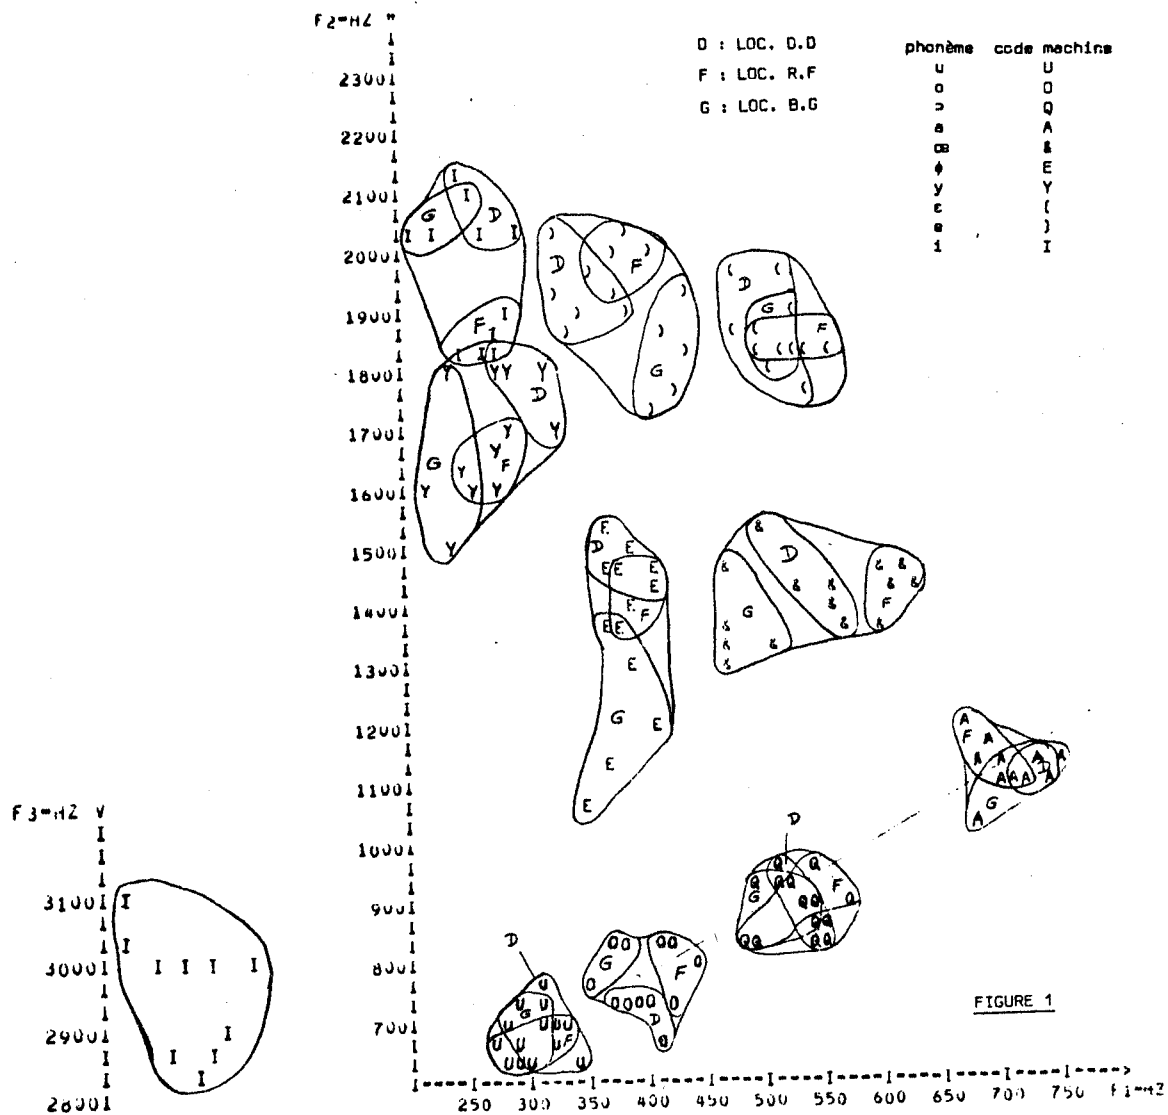 F2=HZ
D : LOC. D.D
F : LOC. R.F
G : LOC. B.G
phonème code machine
u U
o O
ɔ Q
a A
œ &
ø E
y Y
ε (
e )
i I
2300
2200
2100
2000
1900
1800
1700
1600
1500
1400
1300
1200
1100
1000
900
800
700
G D
F
D F G
D G F
D
G F
D
F
G
D
G F
F
D
G
D
G F
G F
D
D
G
F
F3=HZ
3100
3000
2900
2800
FIGURE 1
250 300 350 400 450 500 550 600 650 700 750 F1=HZ